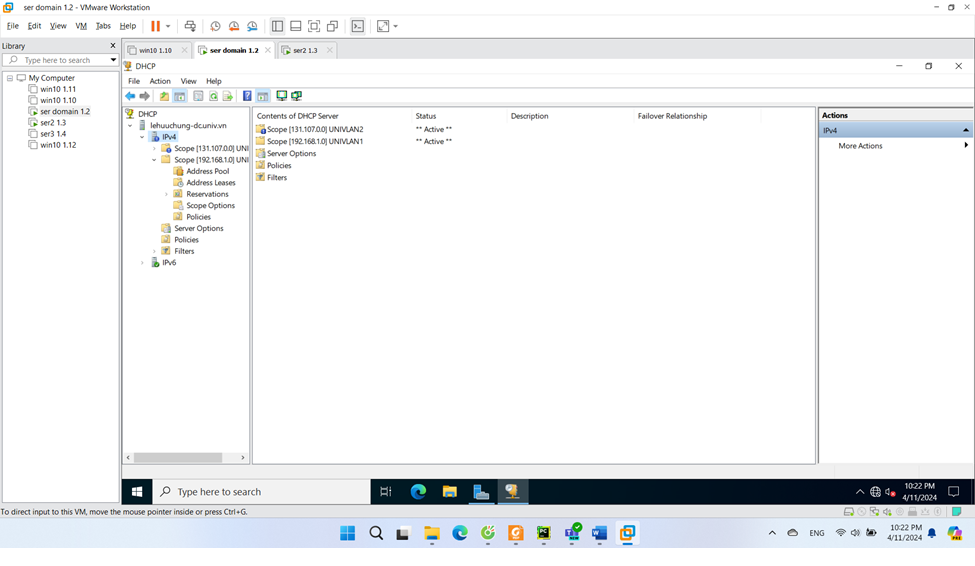 ser domain 1.2 - VMware Workstation
File Edit View VM Tabs Help
Library
Type here to search
My Computer
win10 1.11
win10 1.10
ser domain 1.2
ser2 1.3
ser3 1.4
win10 1.12
win10 1.10 ser domain 1.2 ser2 1.3
DHCP
File Action View Help
DHCP
lehuuchung-dc.univ.vn
IPv4
Scope [131.107.0.0] UNI
Scope [192.168.1.0] UNI
Address Pool
Address Leases
Reservations
Scope Options
Policies
Server Options
Policies
Filters
IPv6
Contents of DHCP Server Status Description Failover Relationship
Scope [131.107.0.0] UNIVLAN2 ** Active **
Scope [192.168.1.0] UNIVLAN1 ** Active **
Server Options
Policies
Filters
Actions
IPv4
More Actions
Type here to search
10:22 PM
4/11/2024
To direct input to this VM, move the mouse pointer inside or press Ctrl+G.
ENG
10:22 PM
4/11/2024